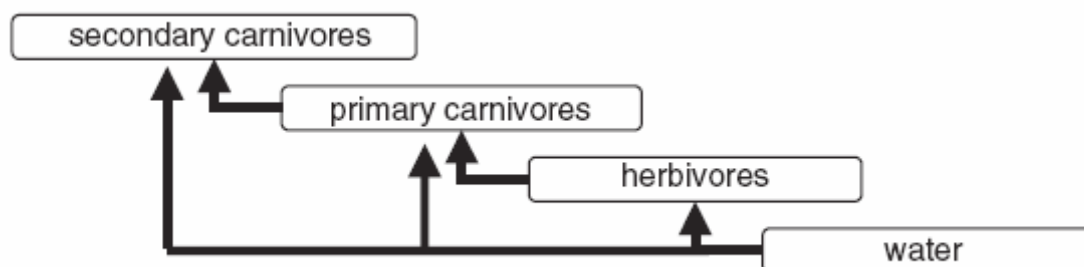 secondary carnivores
primary carnivores
herbivores
water